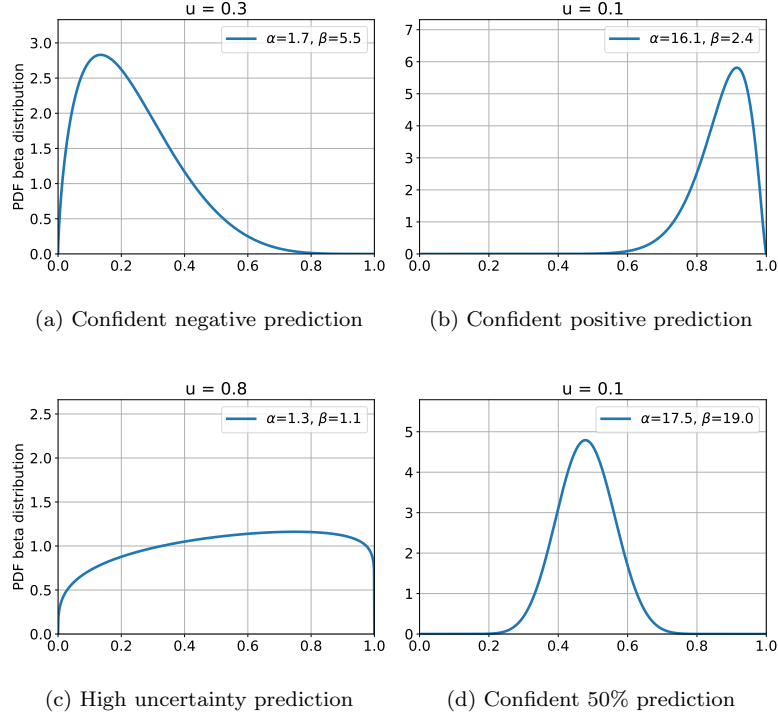 u = 0.3
α=1.7, β=5.5
PDF beta distribution
3.0
2.5
2.0
1.5
1.0
0.5
0.0
0.0 0.2 0.4 0.6 0.8 1.0
(a) Confident negative prediction
u = 0.1
α=16.1, β=2.4
7
6
5
4
3
2
1
0
0.0 0.2 0.4 0.6 0.8 1.0
(b) Confident positive prediction
u = 0.8
α=1.3, β=1.1
PDF beta distribution
2.5
2.0
1.5
1.0
0.5
0.0
0.0 0.2 0.4 0.6 0.8 1.0
(c) High uncertainty prediction
u = 0.1
α=17.5, β=19.0
5
4
3
2
1
0
0.0 0.2 0.4 0.6 0.8 1.0
(d) Confident 50% prediction